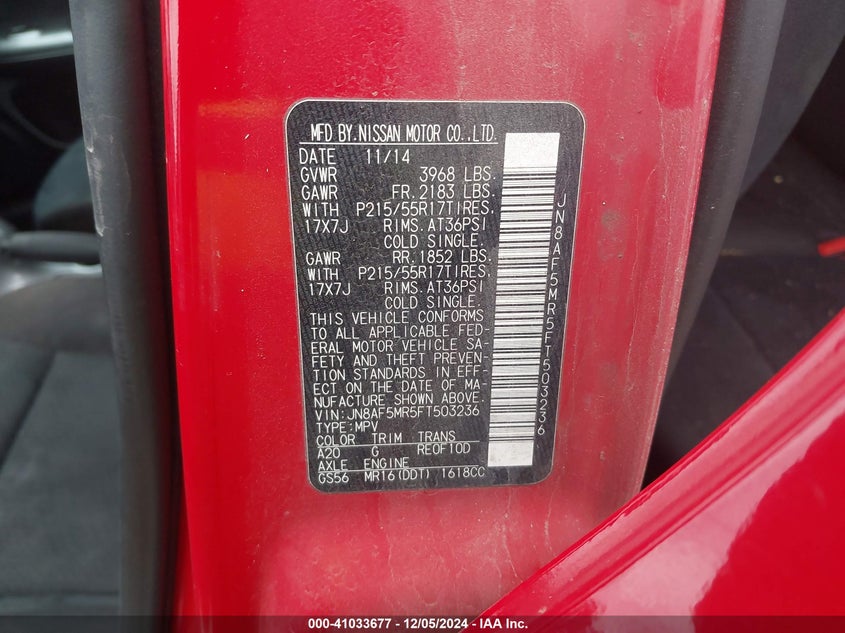 MFD BY.NISSAN MOTOR CO.,LTD.
DATE 11/14
GVWR 3968 LBS.
GAWR FR.2183 LBS.
WITH P215/55R17TIRES.
17X7J RIMS.AT36PSI
COLD SINGLE.
GAWR RR.1852 LBS.
WITH P215/55R17TIRES.
17X7J RIMS.AT36PSI
COLD SINGLE.
THIS VEHICLE CONFORMS
TO ALL APPLICABLE FED-
ERAL MOTOR VEHICLE SA-
FETY AND THEFT PREVEN-
TION STANDARDS IN EFF-
ECT ON THE DATE OF MA-
NUFACTURE SHOWN ABOVE.
VIN:JN8AF5MR5FT503236
TYPE:MPV
COLOR TRIM TRANS
A20 G RE0F10D
AXLE ENGINE
GS56 MR16(DDT) 1618CC
JN8AF5MR5FT503236
000-41033677 - 12/05/2024 - IAA Inc.